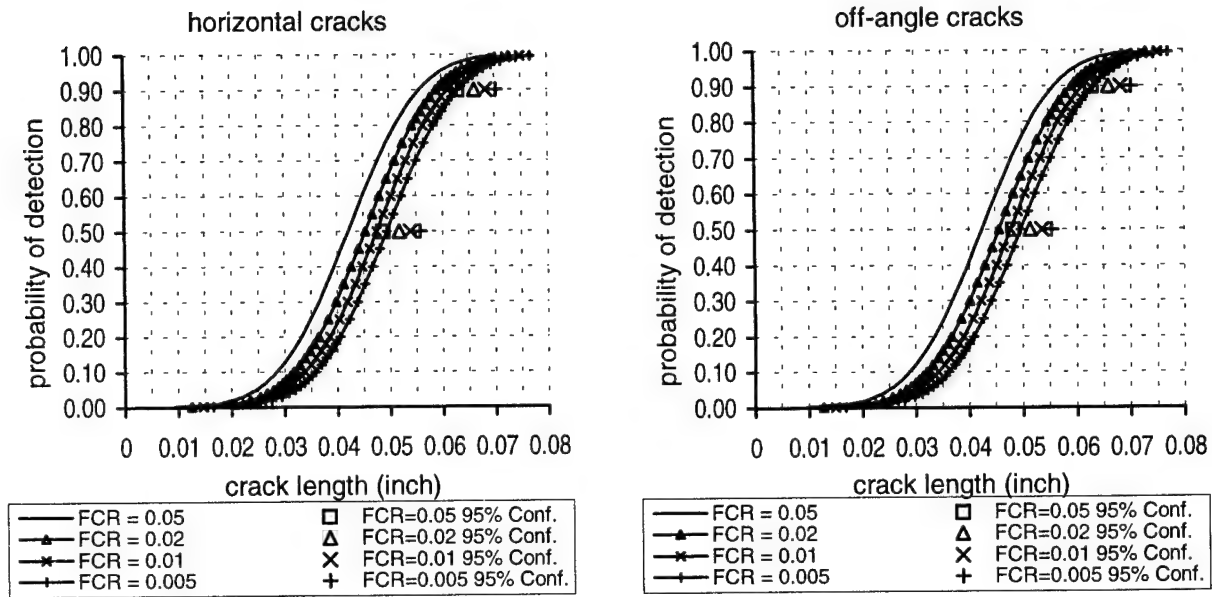 horizontal cracks
probability of detection
1.00
0.90
0.80
0.70
0.60
0.50
0.40
0.30
0.20
0.10
0.00
0 0.01 0.02 0.03 0.04 0.05 0.06 0.07 0.08
crack length (inch)
FCR = 0.05
FCR = 0.02
FCR = 0.01
FCR = 0.005
FCR=0.05 95% Conf.
FCR=0.02 95% Conf.
FCR=0.01 95% Conf.
FCR=0.005 95% Conf.
off-angle cracks
probability of detection
1.00
0.90
0.80
0.70
0.60
0.50
0.40
0.30
0.20
0.10
0.00
0 0.01 0.02 0.03 0.04 0.05 0.06 0.07 0.08
crack length (inch)
FCR = 0.05
FCR = 0.02
FCR = 0.01
FCR = 0.005
FCR=0.05 95% Conf.
FCR=0.02 95% Conf.
FCR=0.01 95% Conf.
FCR=0.005 95% Conf.